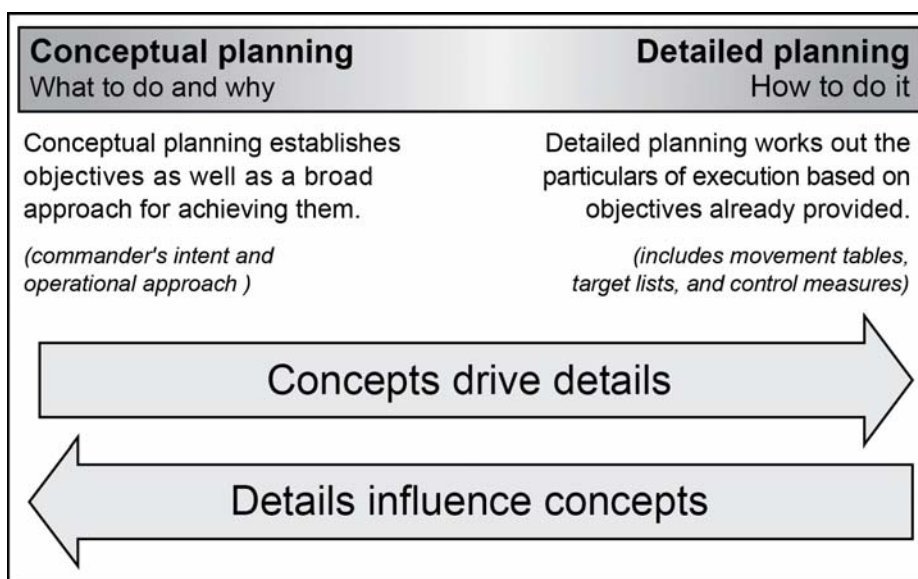 Conceptual planning
What to do and why
Detailed planning
How to do it
Conceptual planning establishes
objectives as well as a broad
approach for achieving them.
(commander's intent and
operational approach )
Detailed planning works out the
particulars of execution based on
objectives already provided.
(includes movement tables,
target lists, and control measures)
Concepts drive details
Details influence concepts